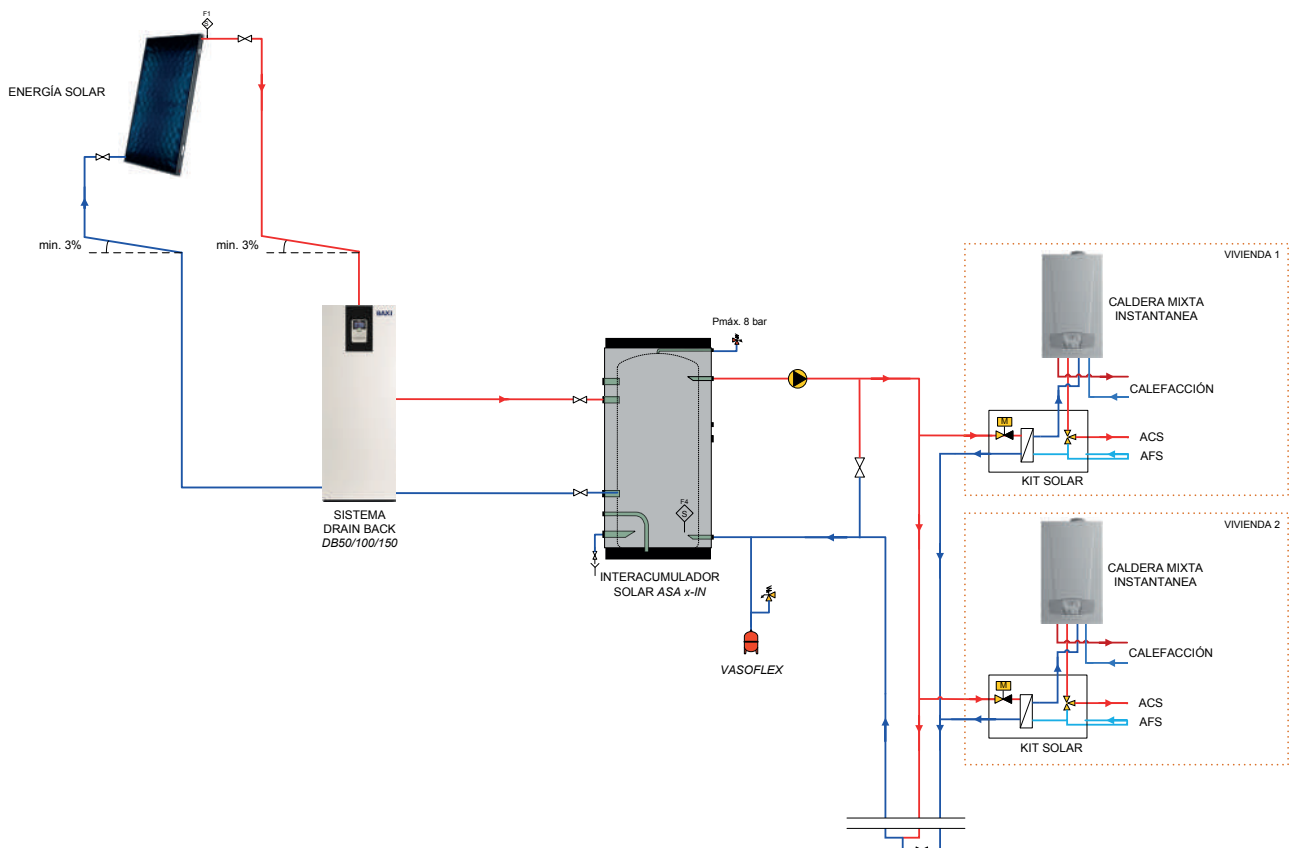 F1
S
ENERGÍA SOLAR
min. 3%
min. 3%
BAXI
SISTEMA
DRAIN BACK
DB50/100/150
Pmáx. 8 bar
F4
S
INTERACUMULADOR
SOLAR ASA x-IN
VASOFLEX
VIVIENDA 1
CALDERA MIXTA
INSTANTANEA
CALEFACCIÓN
M
ACS
AFS
KIT SOLAR
VIVIENDA 2
CALDERA MIXTA
INSTANTANEA
CALEFACCIÓN
M
ACS
AFS
KIT SOLAR